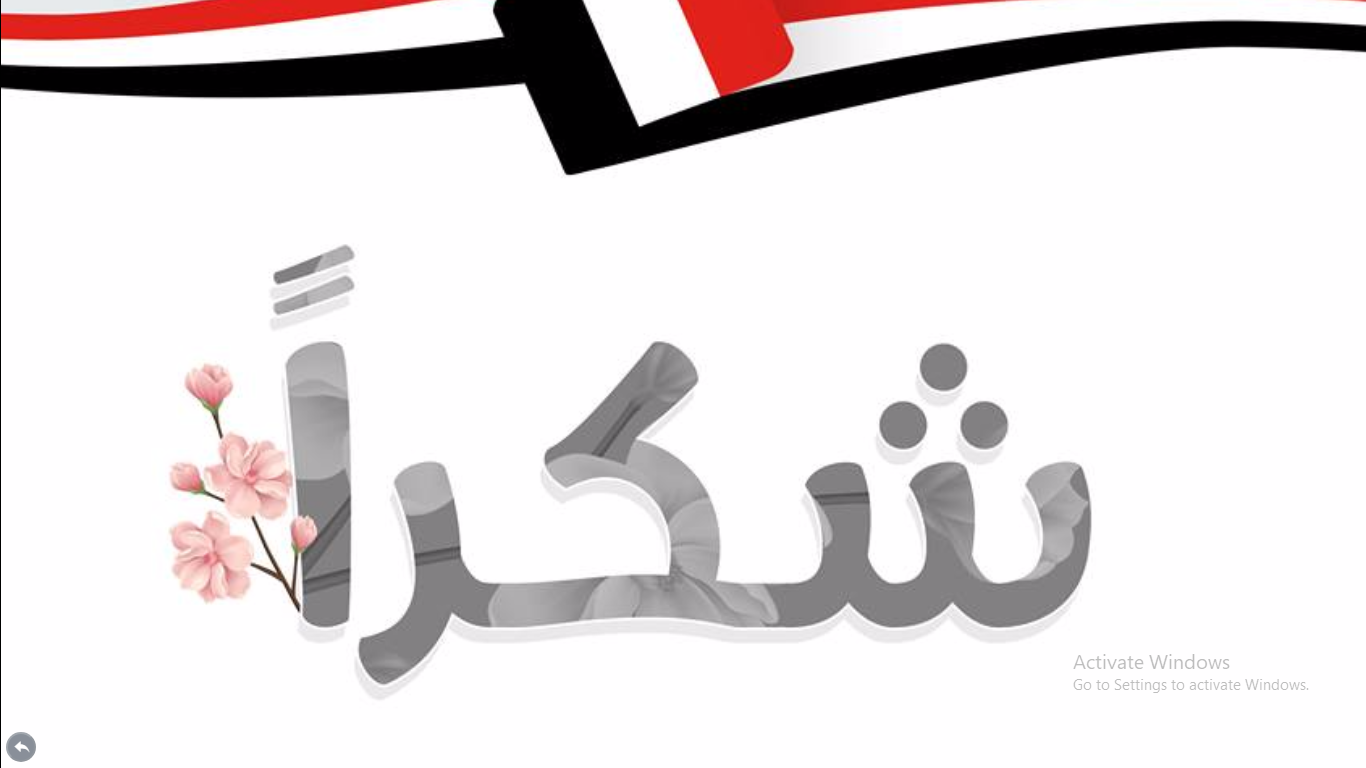 شكراً
Activate Windows
Go to Settings to activate Windows.